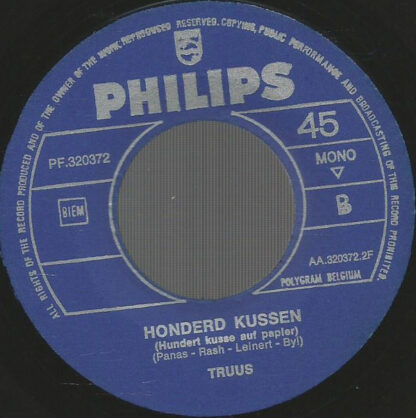 ALL RIGHTS OF THE RECORD PRODUCER AND OF THE OWNER OF THE WORK REPRODUCED RESERVED. COPYING, PUBLIC PERFORMANCE AND BROADCASTING OF THIS RECORD PROHIBITED.
PHILIPS
PHILIPS
45
PF.320372
MONO
BIEM
B
AA.320372.2F
POLYGRAM BELGIUM
HONDERD KUSSEN
(Hundert kusse auf papier)
(Panas - Rash - Leinert - Byl)
TRUUS